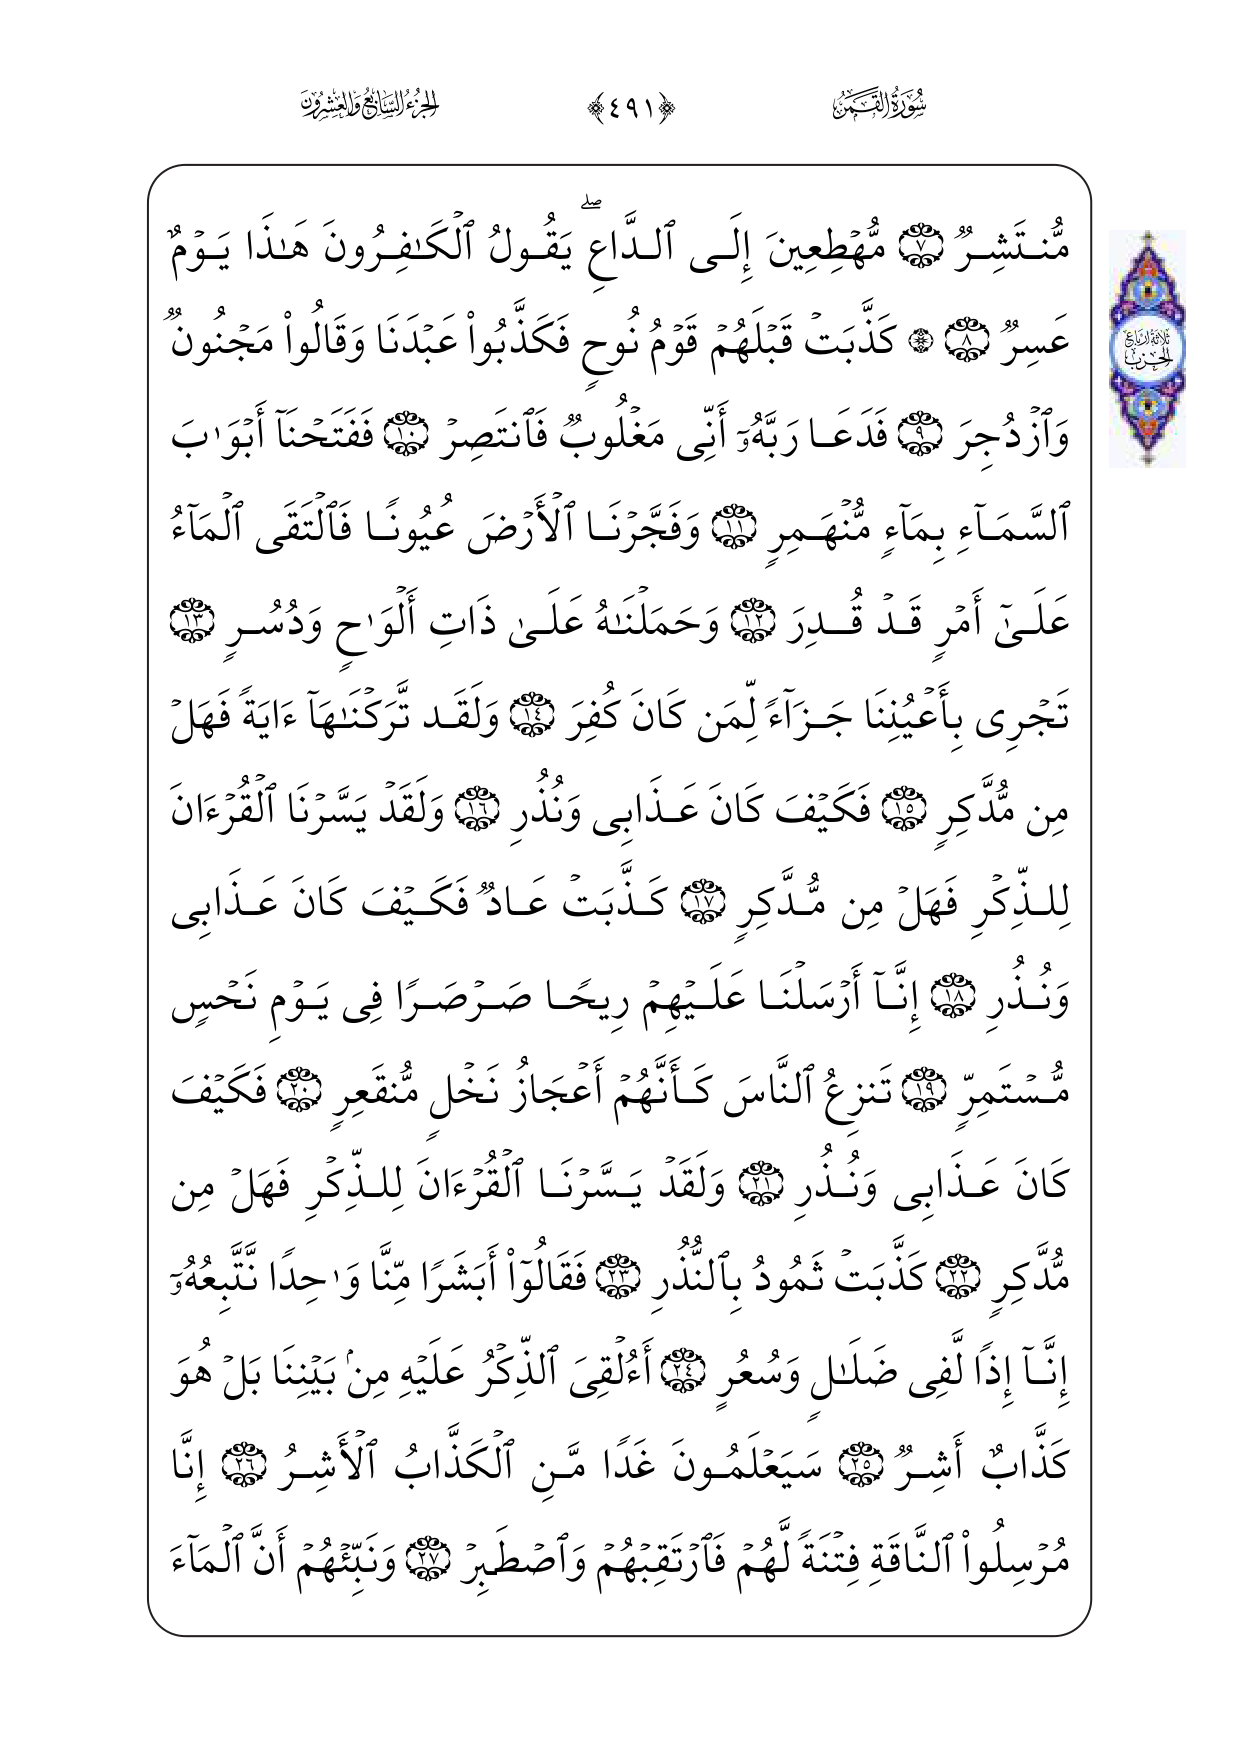 سُورَةُ القَمَرِ ﴿٤٩١﴾ الجُزْءُ السَّابِعُ وَالعِشْرُونَ
مُّنتَشِرٌ ٧ مُّهْطِعِينَ إِلَى ٱلدَّاعِ ۖ يَقُولُ ٱلْكَٰفِرُونَ هَٰذَا يَوْمٌ
عَسِرٌ ٨ ۞ كَذَّبَتْ قَبْلَهُمْ قَوْمُ نُوحٍ فَكَذَّبُوا۟ عَبْدَنَا وَقَالُوا۟ مَجْنُونٌ
وَٱزْدُجِرَ ٩ فَدَعَا رَبَّهُۥٓ أَنِّى مَغْلُوبٌ فَٱنتَصِرْ ١٠ فَفَتَحْنَآ أَبْوَٰبَ
ٱلسَّمَآءِ بِمَآءٍ مُّنْهَمِرٍ ١١ وَفَجَّرْنَا ٱلْأَرْضَ عُيُونًا فَٱلْتَقَى ٱلْمَآءُ
عَلَىٰٓ أَمْرٍ قَدْ قُدِرَ ١٢ وَحَمَلْنَٰهُ عَلَىٰ ذَاتِ أَلْوَٰحٍ وَدُسُرٍ ١٣
تَجْرِى بِأَعْيُنِنَا جَزَآءً لِّمَن كَانَ كُفِرَ ١٤ وَلَقَد تَّرَكْنَٰهَآ ءَايَةً فَهَلْ
مِن مُّدَّكِرٍ ١٥ فَكَيْفَ كَانَ عَذَابِى وَنُذُرِ ١٦ وَلَقَدْ يَسَّرْنَا ٱلْقُرْءَانَ
لِلذِّكْرِ فَهَلْ مِن مُّدَّكِرٍ ١٧ كَذَّبَتْ عَادٌ فَكَيْفَ كَانَ عَذَابِى
وَنُذُرِ ١٨ إِنَّآ أَرْسَلْنَا عَلَيْهِمْ رِيحًا صَرْصَرًا فِى يَوْمِ نَحْسٍ
مُّسْتَمِرٍّ ١٩ تَنزِعُ ٱلنَّاسَ كَأَنَّهُمْ أَعْجَازُ نَخْلٍ مُّنقَعِرٍ ٢٠ فَكَيْفَ
كَانَ عَذَابِى وَنُذُرِ ٢١ وَلَقَدْ يَسَّرْنَا ٱلْقُرْءَانَ لِلذِّكْرِ فَهَلْ مِن
مُّدَّكِرٍ ٢٢ كَذَّبَتْ ثَمُودُ بِٱلنُّذُرِ ٢٣ فَقَالُوٓا۟ أَبَشَرًا مِّنَّا وَٰحِدًا نَّتَّبِعُهُۥٓ
إِنَّآ إِذًا لَّفِى ضَلَٰلٍ وَسُعُرٍ ٢٤ أَءُلْقِىَ ٱلذِّكْرُ عَلَيْهِ مِنۢ بَيْنِنَا بَلْ هُوَ
كَذَّابٌ أَشِرٌ ٢٥ سَيَعْلَمُونَ غَدًا مَّنِ ٱلْكَذَّابُ ٱلْأَشِرُ ٢٦ إِنَّا
مُرْسِلُوا۟ ٱلنَّاقَةِ فِتْنَةً لَّهُمْ فَٱرْتَقِبْهُمْ وَٱصْطَبِرْ ٢٧ وَنَبِّئْهُمْ أَنَّ ٱلْمَآءَ
ثلاثة أرباع
الحزب